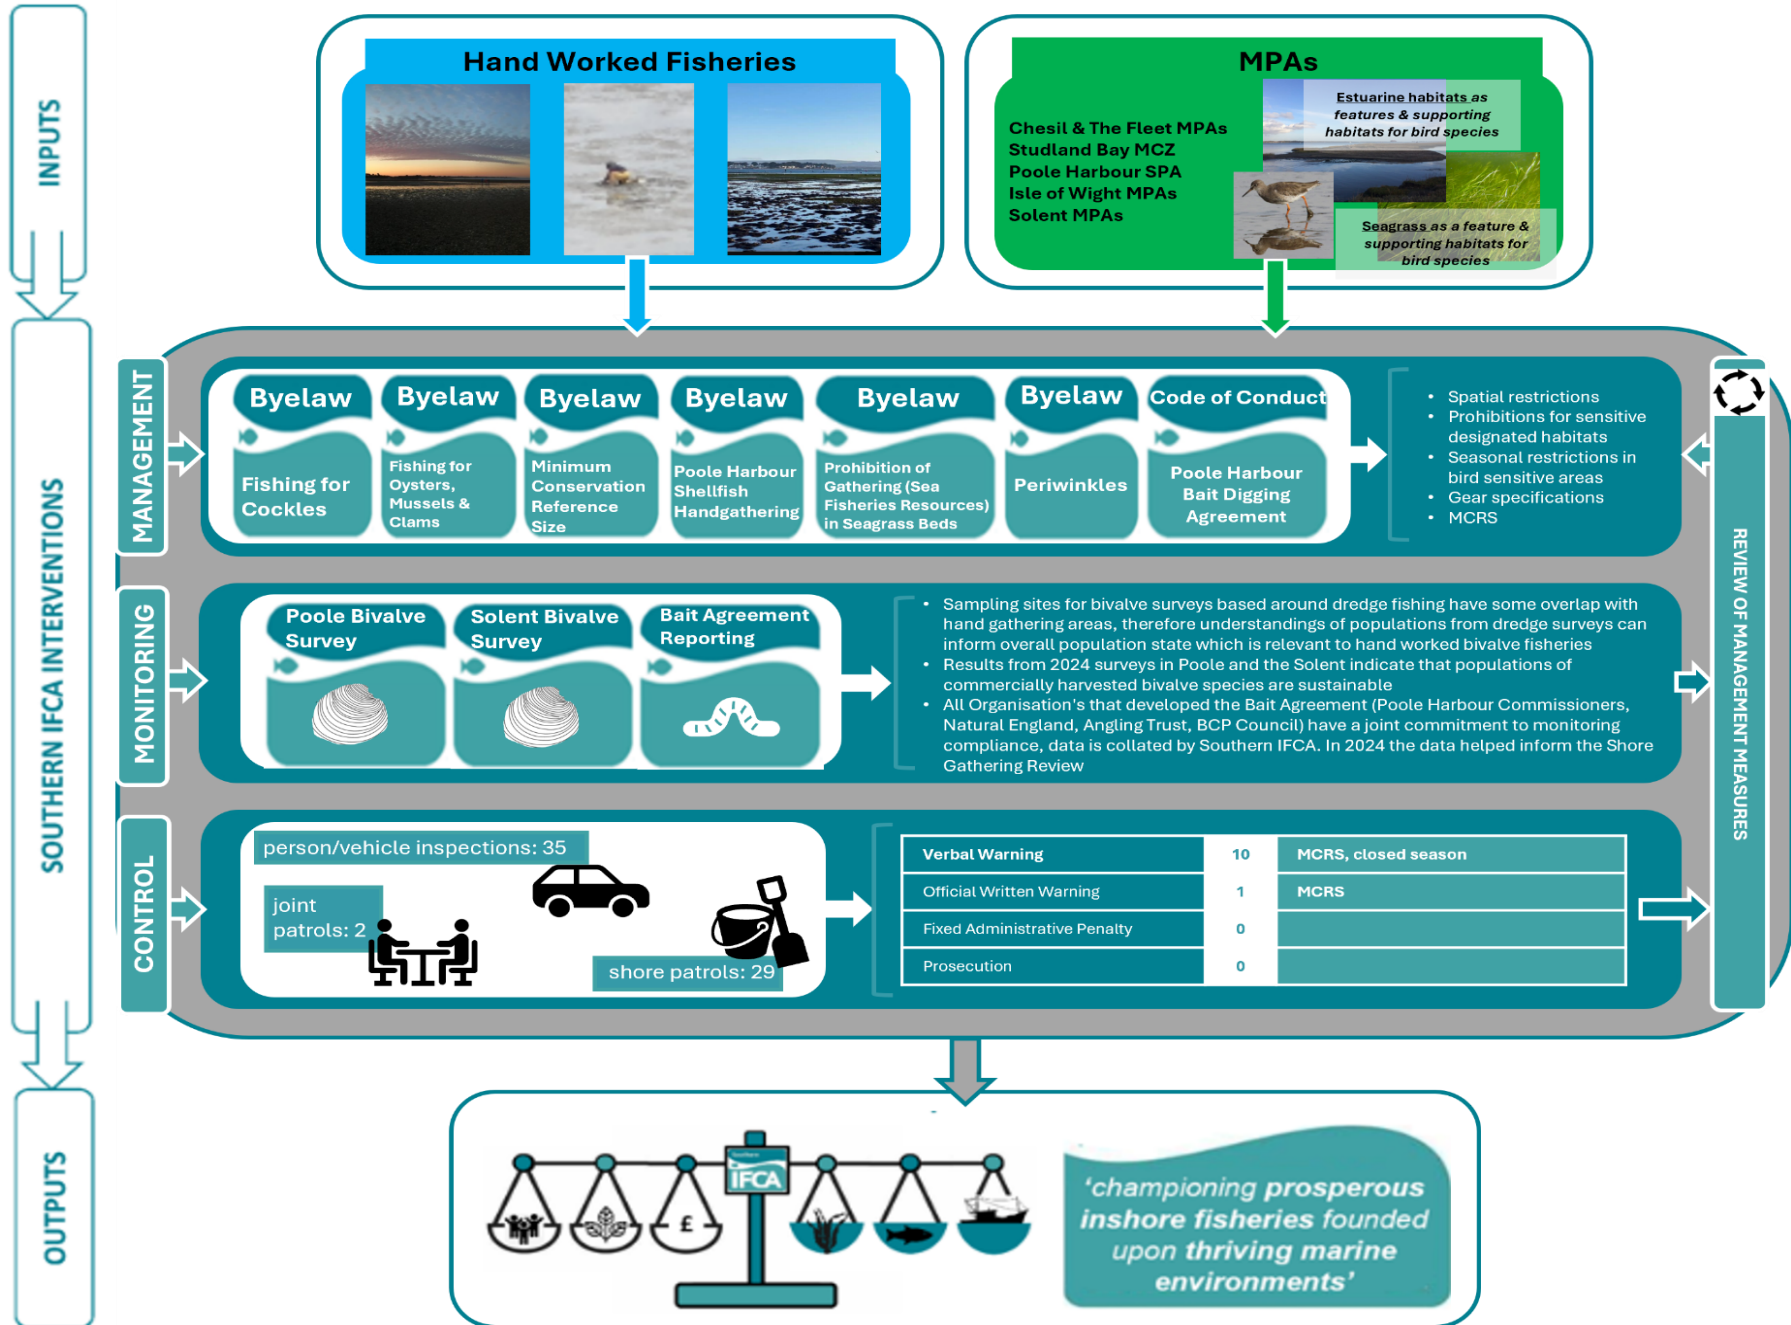 INPUTS
Hand Worked Fisheries
MPAs
Chesil & The Fleet MPAs
Studland Bay MCZ
Poole Harbour SPA
Isle of Wight MPAs
Solent MPAs
Estuarine habitats as
features & supporting
habitats for bird species
Seagrass as a feature &
supporting habitats for
bird species
SOUTHERN IFCA INTERVENTIONS
MANAGEMENT
Byelaw
Fishing for
Cockles
Byelaw
Fishing for
Oysters,
Mussels &
Clams
Byelaw
Minimum
Conservation
Reference
Size
Byelaw
Poole Harbour
Shellfish
Handgathering
Byelaw
Prohibition of
Gathering (Sea
Fisheries Resources)
in Seagrass Beds
Byelaw
Periwinkles
Code of Conduct
Poole Harbour
Bait Digging
Agreement
• Spatial restrictions
• Prohibitions for sensitive
designated habitats
• Seasonal restrictions in
bird sensitive areas
• Gear specifications
• MCRS
REVIEW OF MANAGEMENT MEASURES
MONITORING
Poole Bivalve
Survey
Solent Bivalve
Survey
Bait Agreement
Reporting
• Sampling sites for bivalve surveys based around dredge fishing have some overlap with
hand gathering areas, therefore understandings of populations from dredge surveys can
inform overall population state which is relevant to hand worked bivalve fisheries
• Results from 2024 surveys in Poole and the Solent indicate that populations of
commercially harvested bivalve species are sustainable
• All Organisation's that developed the Bait Agreement (Poole Harbour Commissioners,
Natural England, Angling Trust, BCP Council) have a joint commitment to monitoring
compliance, data is collated by Southern IFCA. In 2024 the data helped inform the Shore
Gathering Review
CONTROL
person/vehicle inspections: 35
joint
patrols: 2
shore patrols: 29
Verbal Warning 10 MCRS, closed season
Official Written Warning 1 MCRS
Fixed Administrative Penalty 0
Prosecution 0
OUTPUTS
Southern
IFCA
£
'championing prosperous
inshore fisheries founded
upon thriving marine
environments'